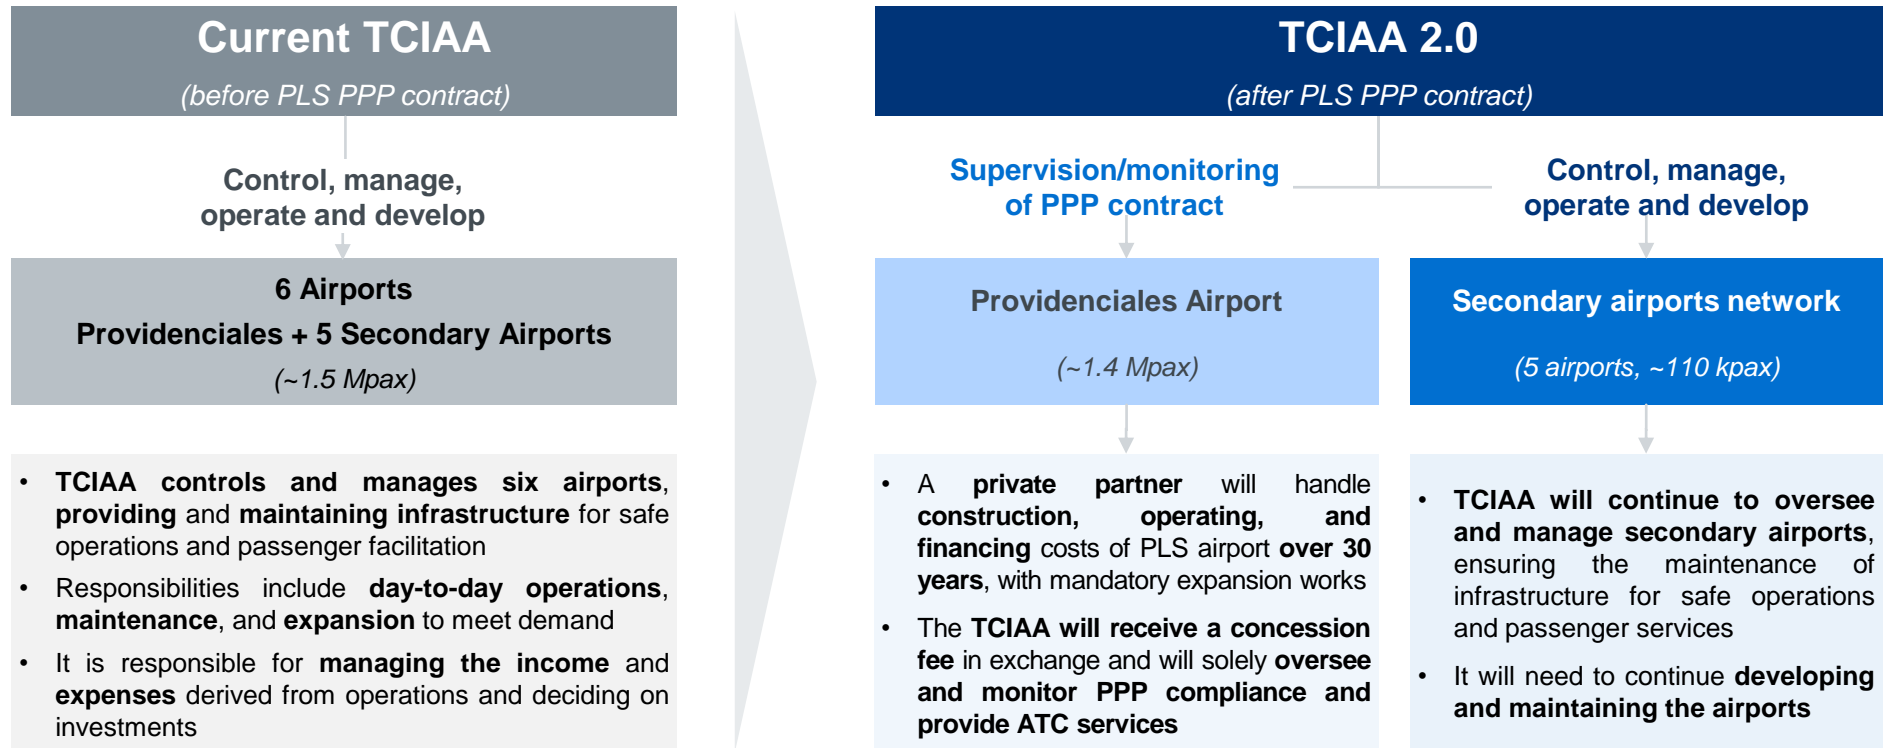 Current TCIAA
(before PLS PPP contract)
Control, manage,
operate and develop
6 Airports
Providenciales + 5 Secondary Airports
(~1.5 Mpax)
• TCIAA controls and manages six airports,
providing and maintaining infrastructure for safe
operations and passenger facilitation
• Responsibilities include day-to-day operations,
maintenance, and expansion to meet demand
• It is responsible for managing the income and
expenses derived from operations and deciding on
investments
TCIAA 2.0
(after PLS PPP contract)
Supervision/monitoring
of PPP contract
Providenciales Airport
(~1.4 Mpax)
• A private partner will handle
construction, operating, and
financing costs of PLS airport over 30
years, with mandatory expansion works
• The TCIAA will receive a concession
fee in exchange and will solely oversee
and monitor PPP compliance and
provide ATC services
Control, manage,
operate and develop
Secondary airports network
(5 airports, ~110 kpax)
• TCIAA will continue to oversee
and manage secondary airports,
ensuring the maintenance of
infrastructure for safe operations
and passenger services
• It will need to continue developing
and maintaining the airports